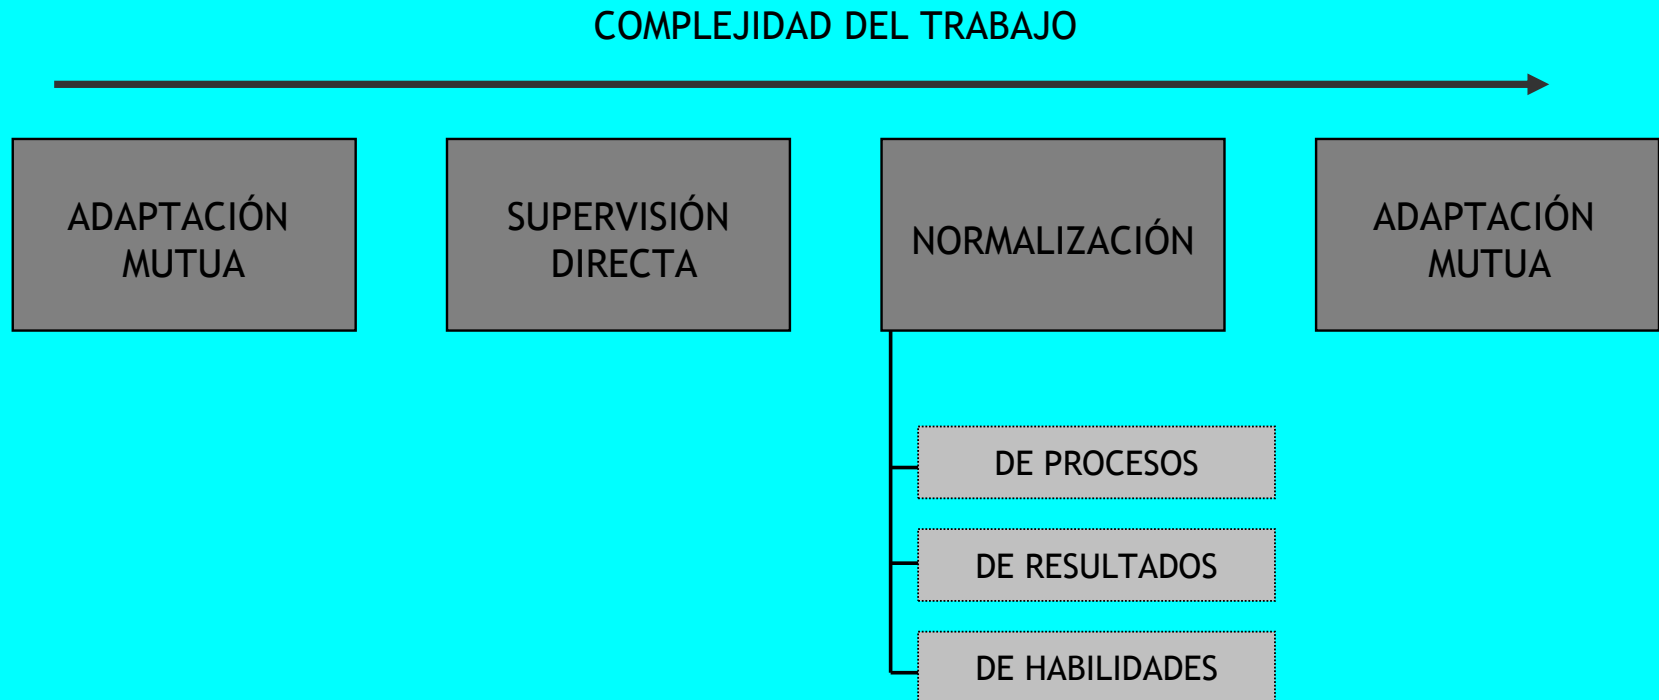 COMPLEJIDAD DEL TRABAJO
ADAPTACIÓN
MUTUA
SUPERVISIÓN
DIRECTA
NORMALIZACIÓN
ADAPTACIÓN
MUTUA
DE PROCESOS
DE RESULTADOS
DE HABILIDADES